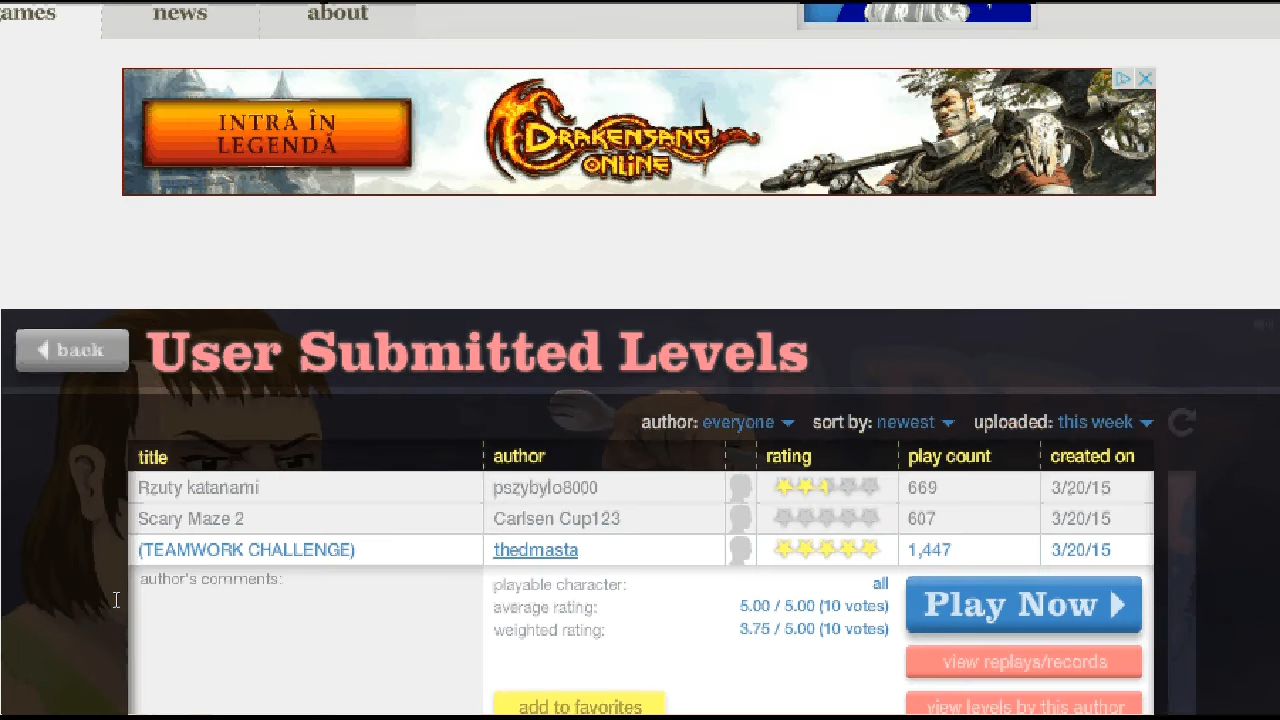 ames news about
INTRĂ ÎN
LEGENDĂ
DRAKENSANG
ONLINE
back
User Submitted Levels
author: everyone sort by: newest uploaded: this week
title author rating play count created on
Rzuty katanami pszybylo8000 669 3/20/15
Scary Maze 2 Carlsen Cup123 607 3/20/15
(TEAMWORK CHALLENGE) thedmasta 1,447 3/20/15
author's comments:
playable character: all
average rating: 5.00 / 5.00 (10 votes)
weighted rating: 3.75 / 5.00 (10 votes)
Play Now
view replays/records
add to favorites
view levels by this author